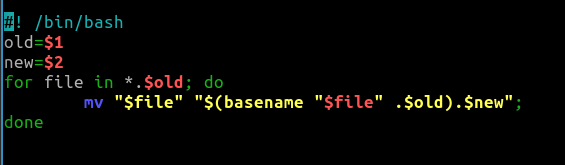 #! /bin/bash
old=$1
new=$2
for file in *.$old; do
        mv "$file" "$(basename "$file" .$old).$new";
done